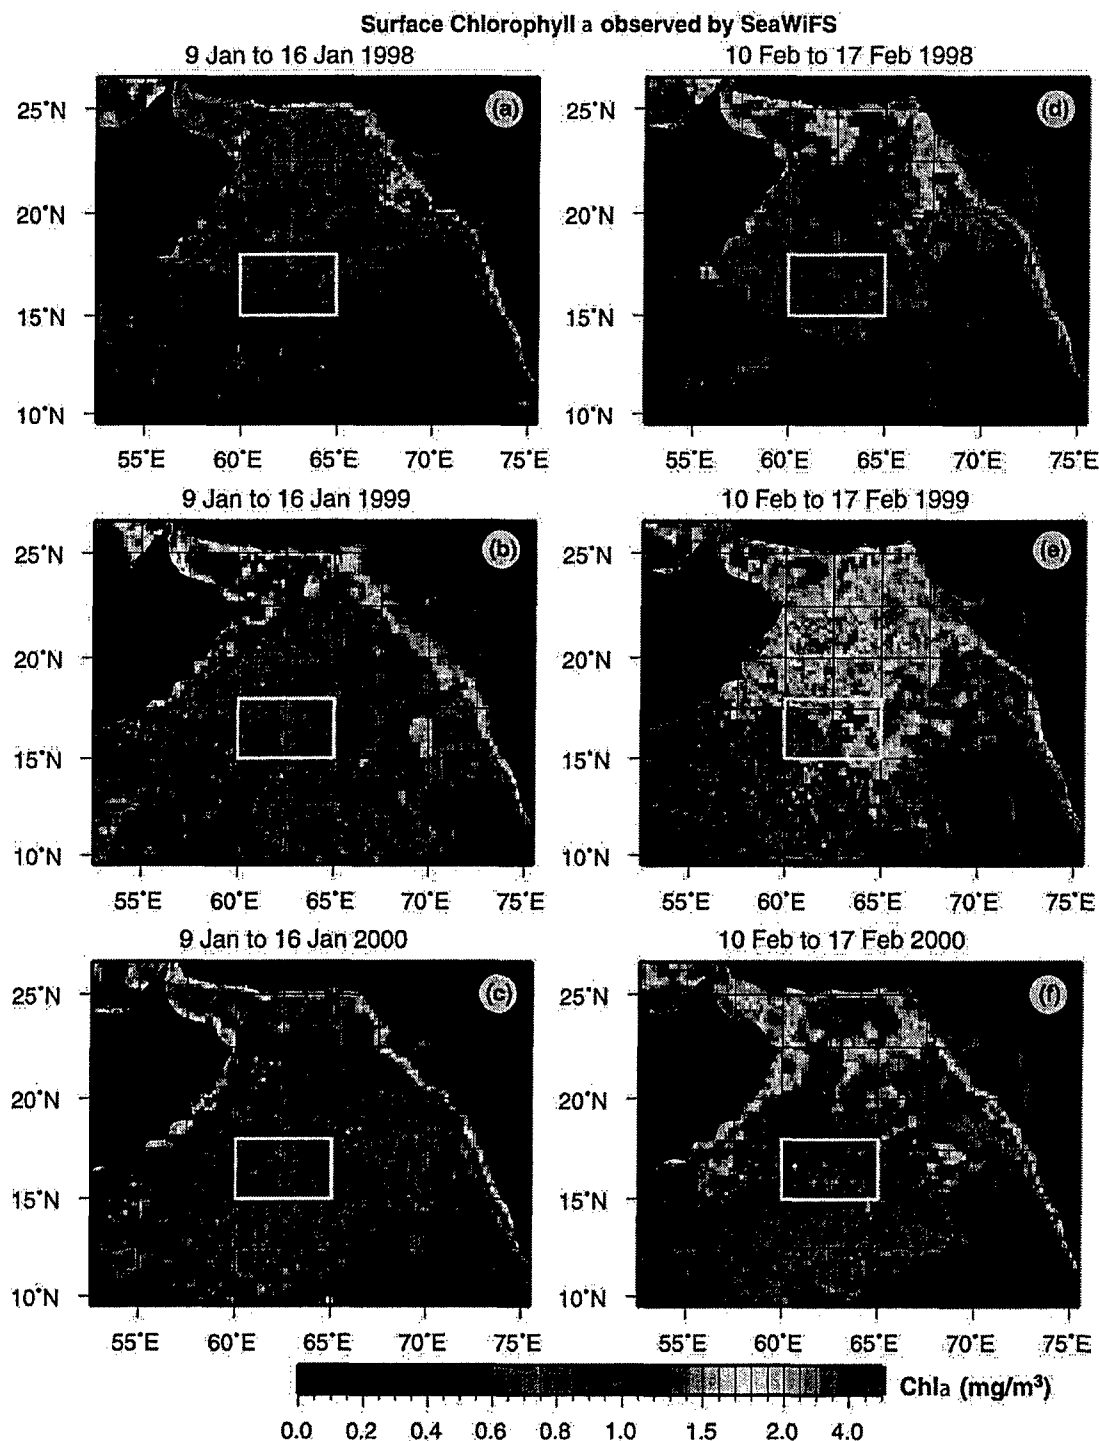 Surface Chlorophyll a observed by SeaWiFS
9 Jan to 16 Jan 1998
10 Feb to 17 Feb 1998
25°N
(a)
20°N
15°N
10°N
55°E 60°E 65°E 70°E 75°E
25°N
(d)
20°N
15°N
10°N
55°E 60°E 65°E 70°E 75°E
9 Jan to 16 Jan 1999
10 Feb to 17 Feb 1999
25°N
(b)
20°N
15°N
10°N
55°E 60°E 65°E 70°E 75°E
25°N
(e)
20°N
15°N
10°N
55°E 60°E 65°E 70°E 75°E
9 Jan to 16 Jan 2000
10 Feb to 17 Feb 2000
25°N
(c)
20°N
15°N
10°N
55°E 60°E 65°E 70°E 75°E
25°N
(f)
20°N
15°N
10°N
55°E 60°E 65°E 70°E 75°E
Chla (mg/m³)
0.0 0.2 0.4 0.6 0.8 1.0 1.5 2.0 4.0